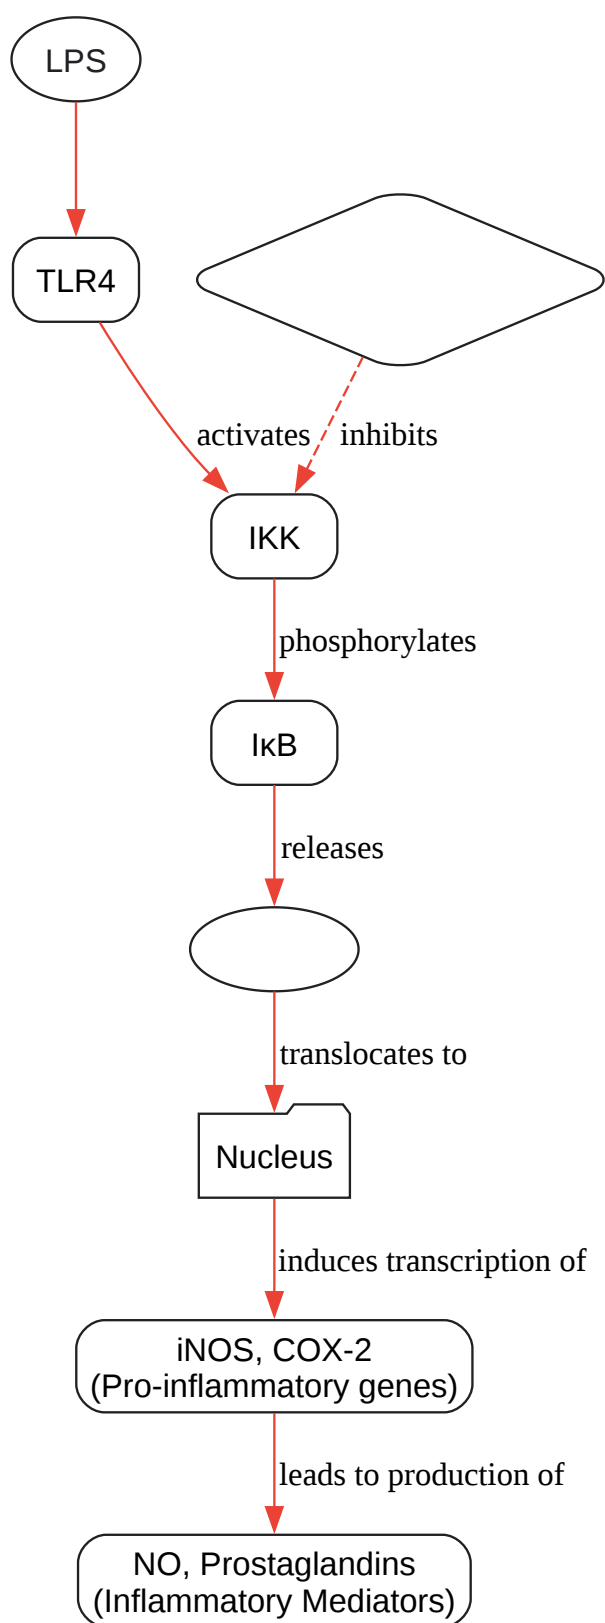 LPS
TLR4
activates
inhibits
IKK
phosphorylates
IκB
releases
translocates to
Nucleus
induces transcription of
iNOS, COX-2
(Pro-inflammatory genes)
leads to production of
NO, Prostaglandins
(Inflammatory Mediators)